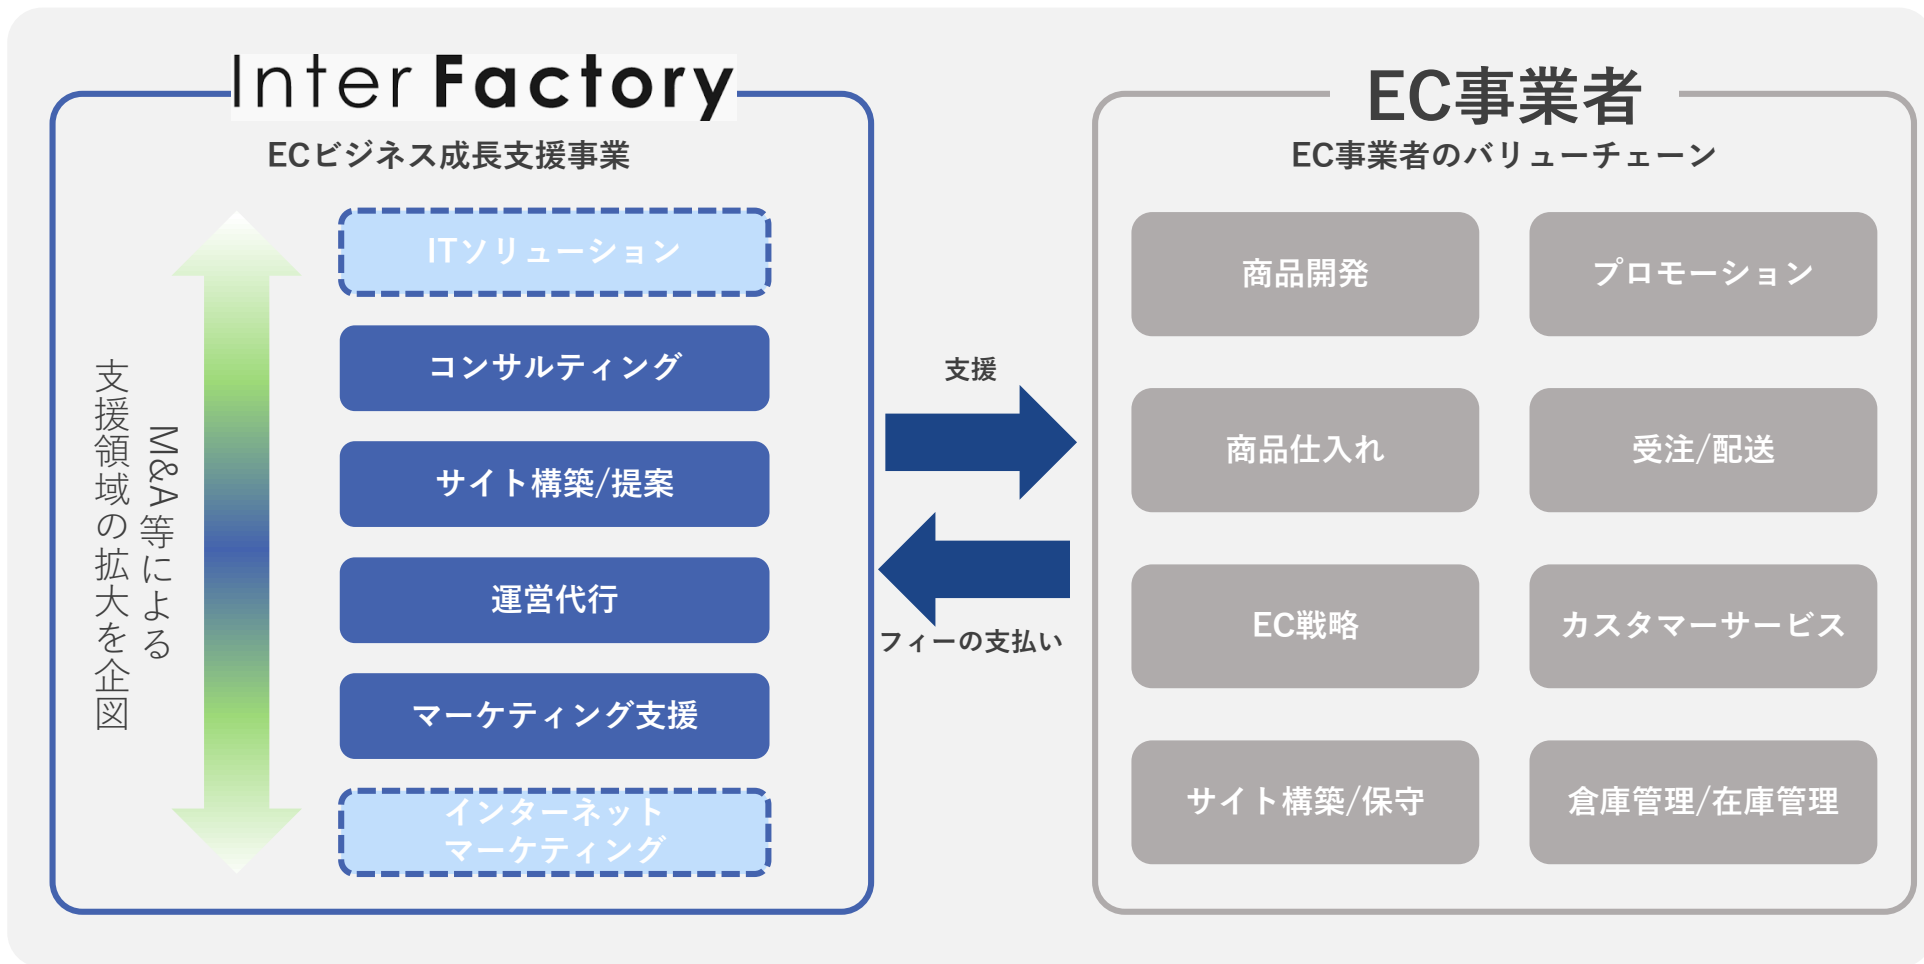 Inter Factory
ECビジネス成長支援事業
M&A等による
支援領域の拡大を企図
ITソリューション
コンサルティング
サイト構築/提案
運営代行
マーケティング支援
インターネット
マーケティング
支援
フィーの支払い
EC事業者
EC事業者のバリューチェーン
商品開発
プロモーション
商品仕入れ
受注/配送
EC戦略
カスタマーサービス
サイト構築/保守
倉庫管理/在庫管理